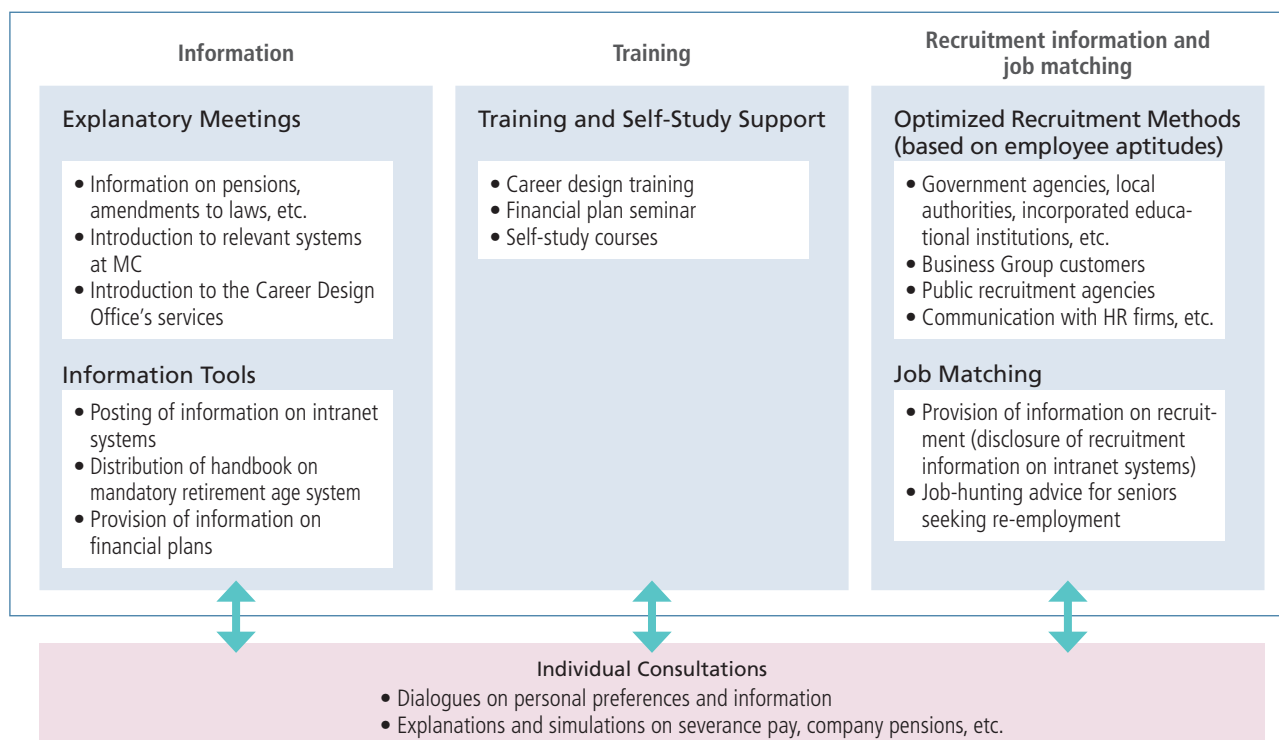 Information
Explanatory Meetings
• Information on pensions,
amendments to laws, etc.
• Introduction to relevant systems
at MC
• Introduction to the Career Design
Office's services
Information Tools
• Posting of information on intranet
systems
• Distribution of handbook on
mandatory retirement age system
• Provision of information on
financial plans
Training
Training and Self-Study Support
• Career design training
• Financial plan seminar
• Self-study courses
Recruitment information and
job matching
Optimized Recruitment Methods
(based on employee aptitudes)
• Government agencies, local
authorities, incorporated educa-
tional institutions, etc.
• Business Group customers
• Public recruitment agencies
• Communication with HR firms, etc.
Job Matching
• Provision of information on recruit-
ment (disclosure of recruitment
information on intranet systems)
• Job-hunting advice for seniors
seeking re-employment
Individual Consultations
• Dialogues on personal preferences and information
• Explanations and simulations on severance pay, company pensions, etc.